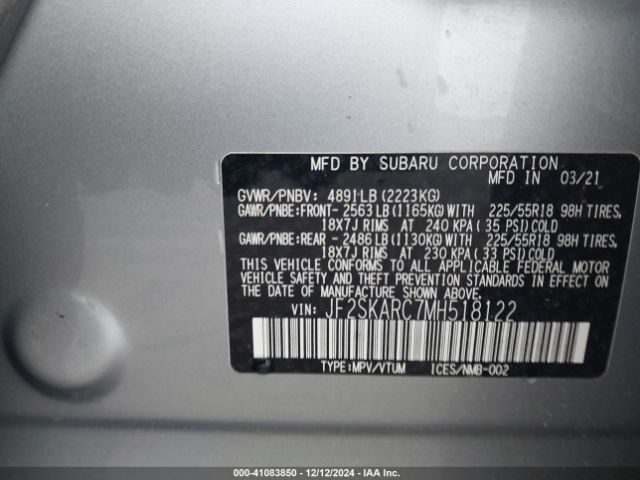 MFD BY SUBARU CORPORATION
MFD IN 03/21
GVWR/PNBV: 4891LB (2223KG)
GAWR/PNBE:FRONT- 2563 LB (1165KG) WITH 225/55R18 98H TIRES,
18X7J RIMS AT 240 KPA ( 35 PSI) COLD
GAWR/PNBE:REAR - 2486 LB (1130KG) WITH 225/55R18 98H TIRES,
18X7J RIMS AT 230 KPA ( 33 PSI) COLD
THIS VEHICLE CONFORMS TO ALL APPLICABLE FEDERAL MOTOR
VEHICLE SAFETY AND THEFT PREVENTION STANDARDS IN EFFECT ON
THE DATE OF MANUFACTURE SHOWN ABOVE.
VIN: JF2SKARC7MH518122
TYPE:MPV/VTUM ICES/NMB-002
000-41083850 - 12/12/2024 - IAA Inc.